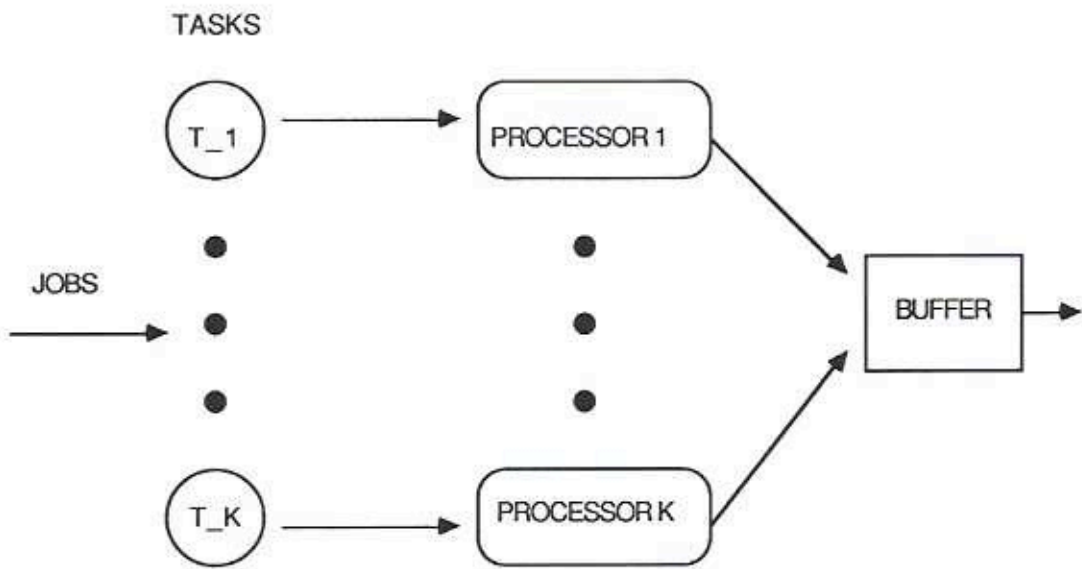 TASKS
T_1
PROCESSOR 1
JOBS
BUFFER
T_K
PROCESSOR K